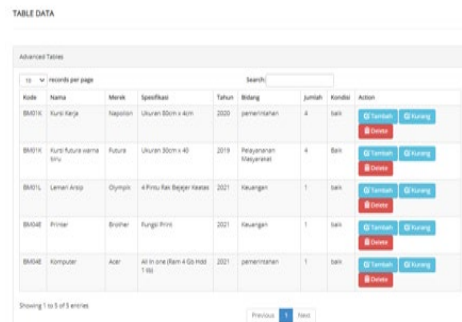 TABLE DATA
Advanced Tables
10 records per page Search:
Kode Nama Merek Spesifikasi Tahun Bidang Jumlah Kondisi Action
BM01K Kursi Kerja Napolion Ukuran 80cm x 4cm 2020 pemerintahan 4 baik Tambah Kurang
Delete
BM01K Kursi futura warna Futura Ukuran 30cm x 40 2019 Pelayananan 4 Baik Tambah Kurang
biru Masyarakat Delete
BM01L Lemari Arsip Olympic 4 Pintu Rak Bejejer Keatas 2021 Keuangan 1 baik Tambah Kurang
Delete
BM04E Printer Brother Fungsi Print 2021 Keuangan 1 baik Tambah Kurang
Delete
BM04E Komputer Acer All in one (Ram 4 Gb Hdd 2021 pemerintahan 1 baik Tambah Kurang
Delete
Showing 1 to 5 of 5 entries
Previous 1 Next